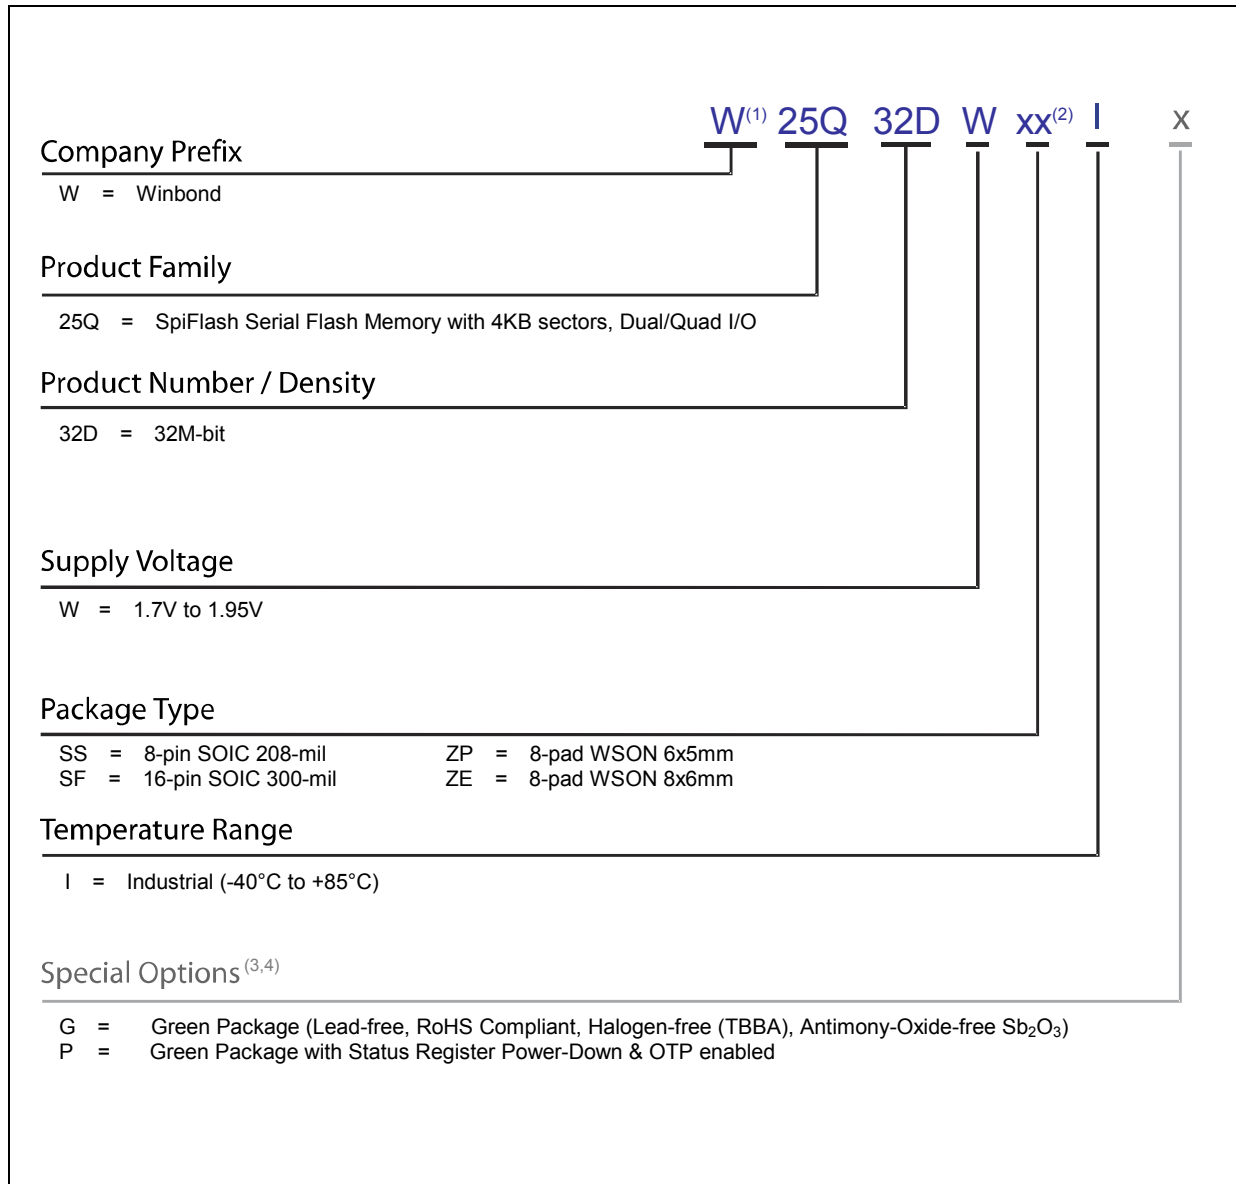 W(1) 25Q 32D W xx(2) I x
Company Prefix
W = Winbond
Product Family
25Q = SpiFlash Serial Flash Memory with 4KB sectors, Dual/Quad I/O
Product Number / Density
32D = 32M-bit
Supply Voltage
W = 1.7V to 1.95V
Package Type
SS = 8-pin SOIC 208-mil ZP = 8-pad WSON 6x5mm
SF = 16-pin SOIC 300-mil ZE = 8-pad WSON 8x6mm
Temperature Range
I = Industrial (-40°C to +85°C)
Special Options (3,4)
G = Green Package (Lead-free, RoHS Compliant, Halogen-free (TBBA), Antimony-Oxide-free Sb₂O₃)
P = Green Package with Status Register Power-Down & OTP enabled